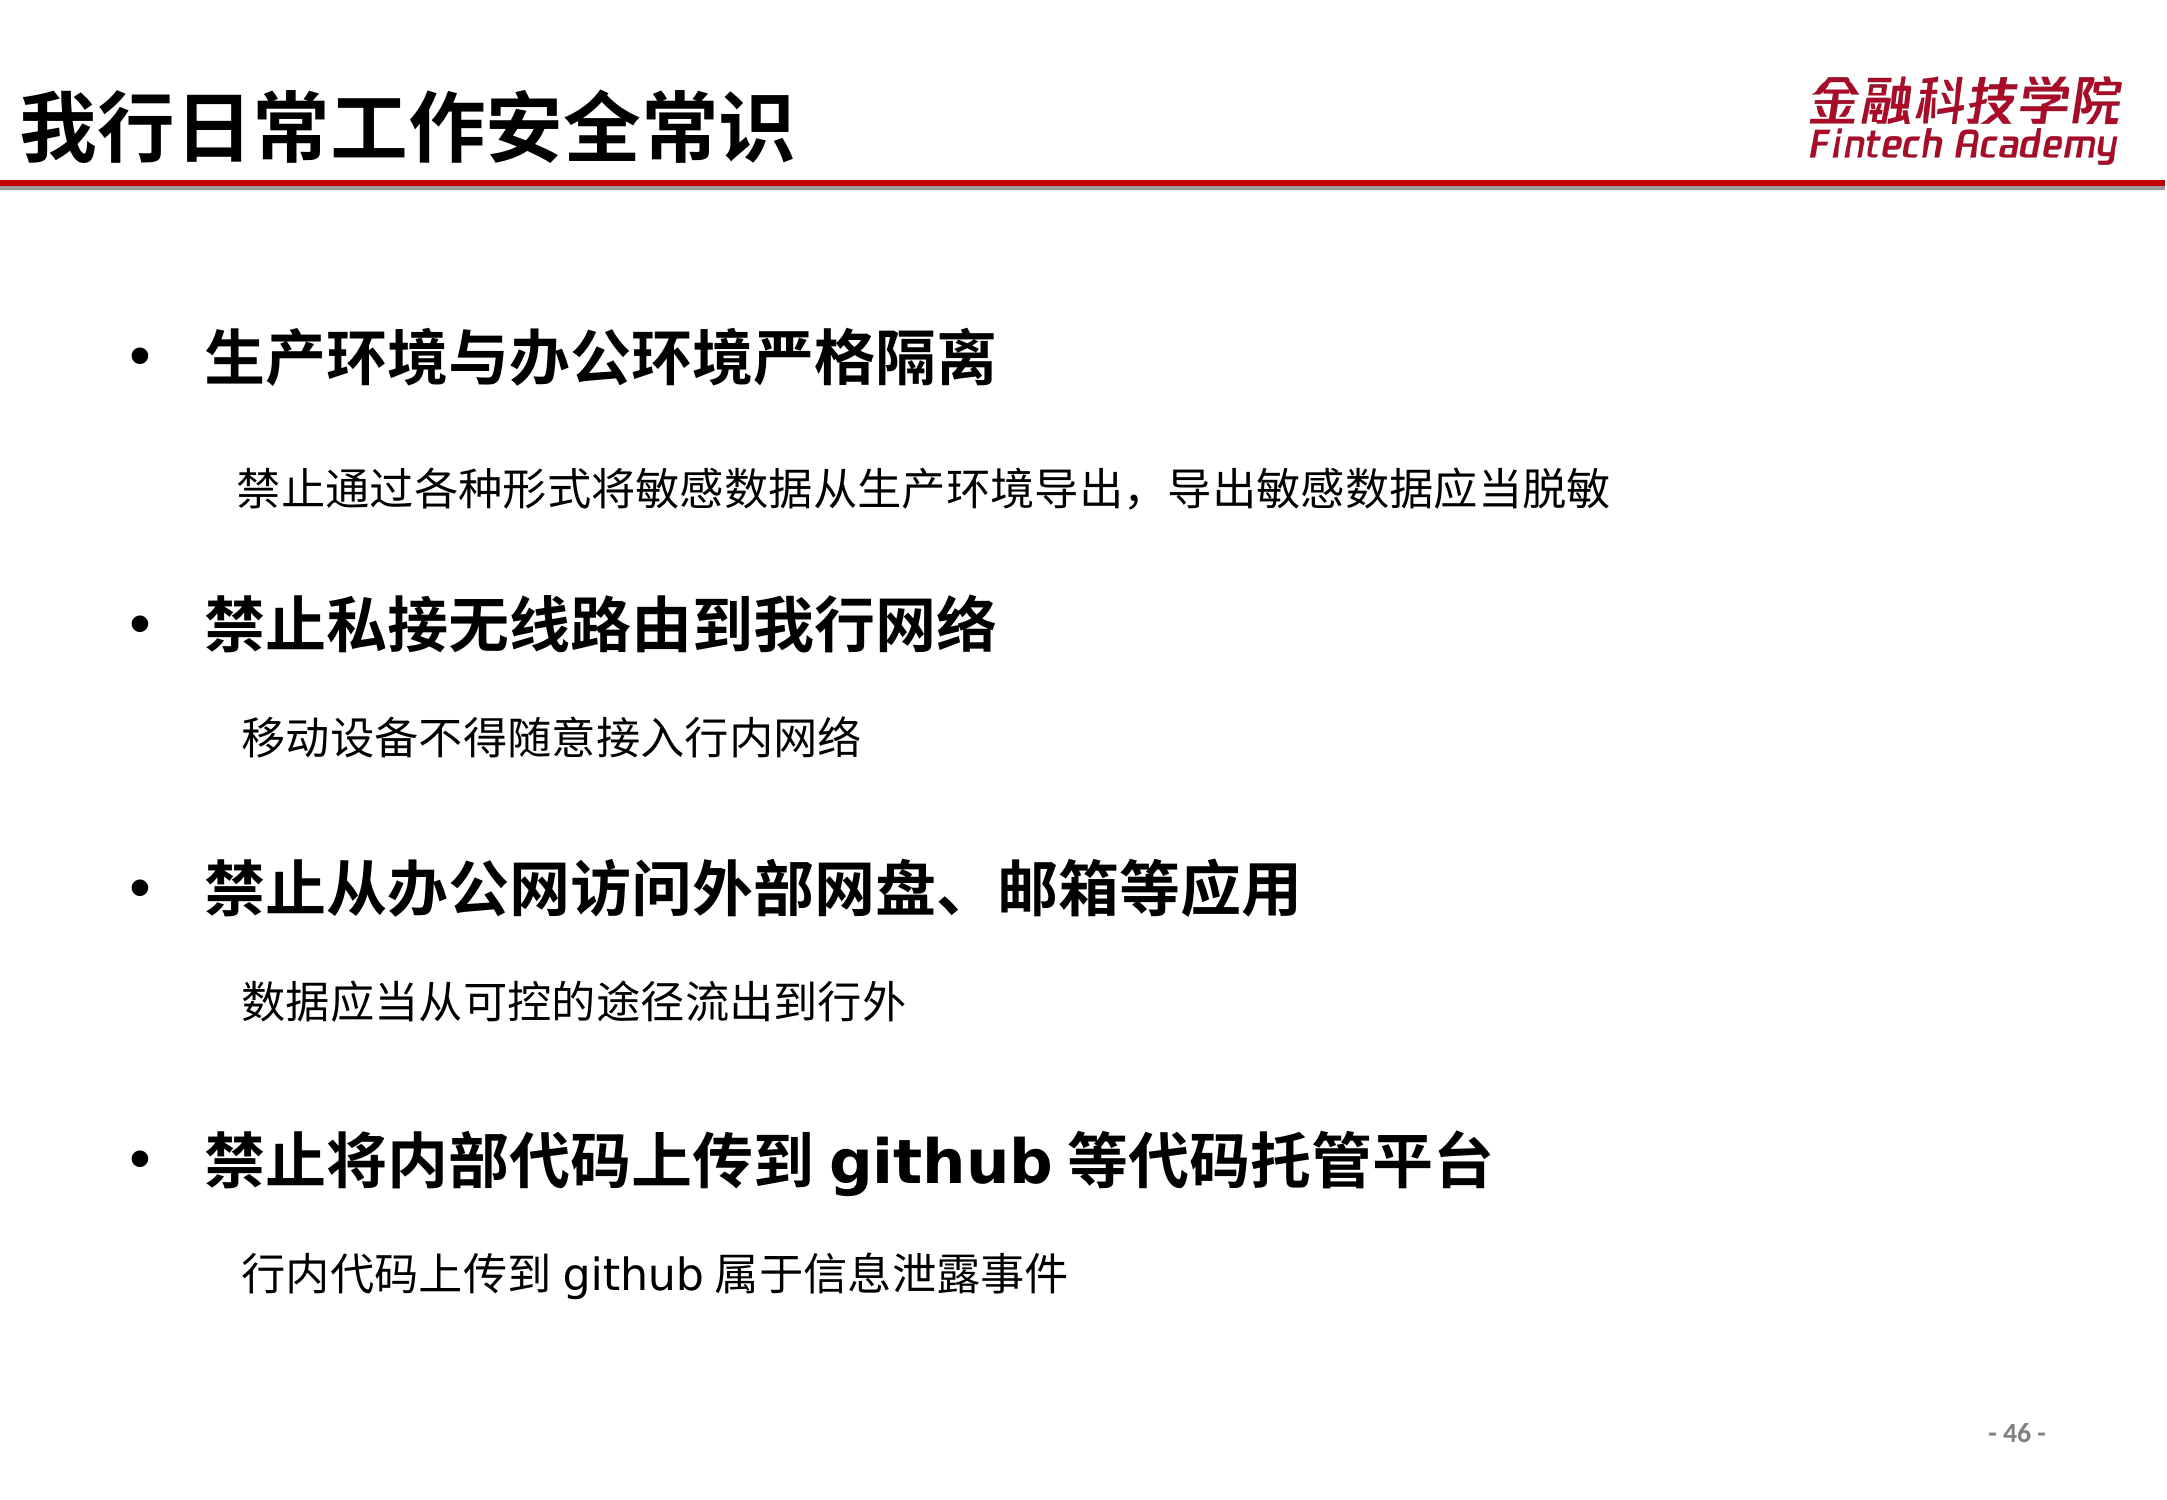 我行日常工作安全常识
金融科技学院
Fintech Academy
• 生产环境与办公环境严格隔离
禁止通过各种形式将敏感数据从生产环境导出，导出敏感数据应当脱敏
• 禁止私接无线路由到我行网络
移动设备不得随意接入行内网络
• 禁止从办公网访问外部网盘、邮箱等应用
数据应当从可控的途径流出到行外
• 禁止将内部代码上传到 github 等代码托管平台
行内代码上传到 github 属于信息泄露事件
- 46 -